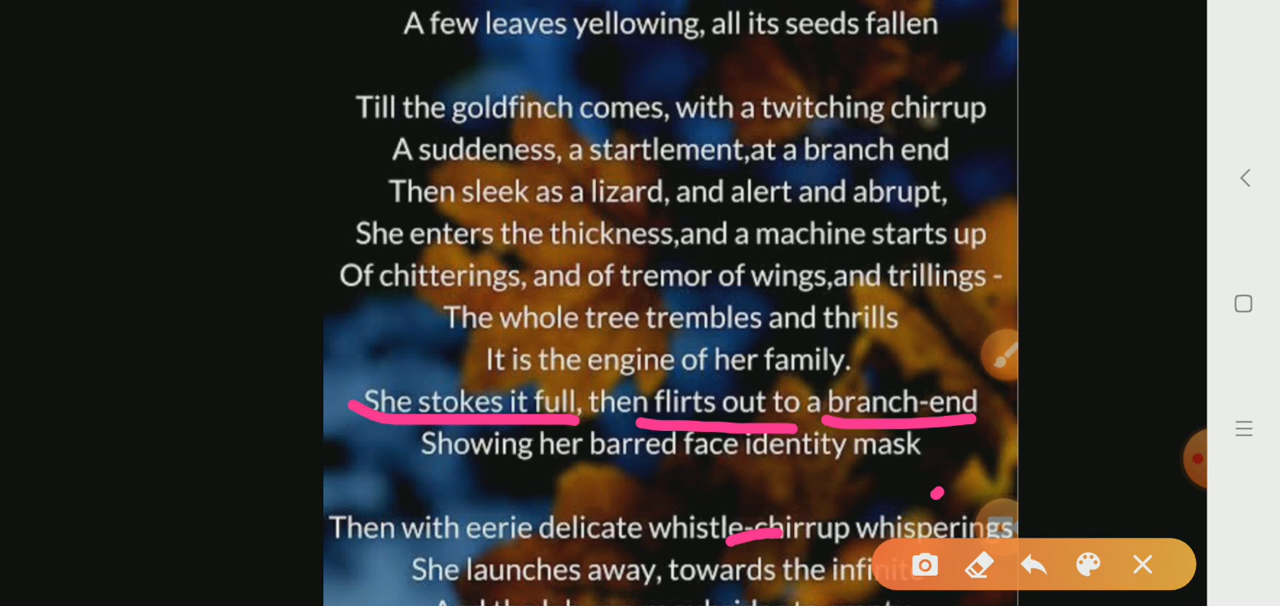 A few leaves yellowing, all its seeds fallen
Till the goldfinch comes, with a twitching chirrup
A suddeness, a startlement,at a branch end
Then sleek as a lizard, and alert and abrupt,
She enters the thickness,and a machine starts up
Of chitterings, and of tremor of wings,and trillings -
The whole tree trembles and thrills
It is the engine of her family.
She stokes it full, then flirts out to a branch-end
Showing her barred face identity mask
Then with eerie delicate whistle-chirrup whisperings
She launches away, towards the infinite